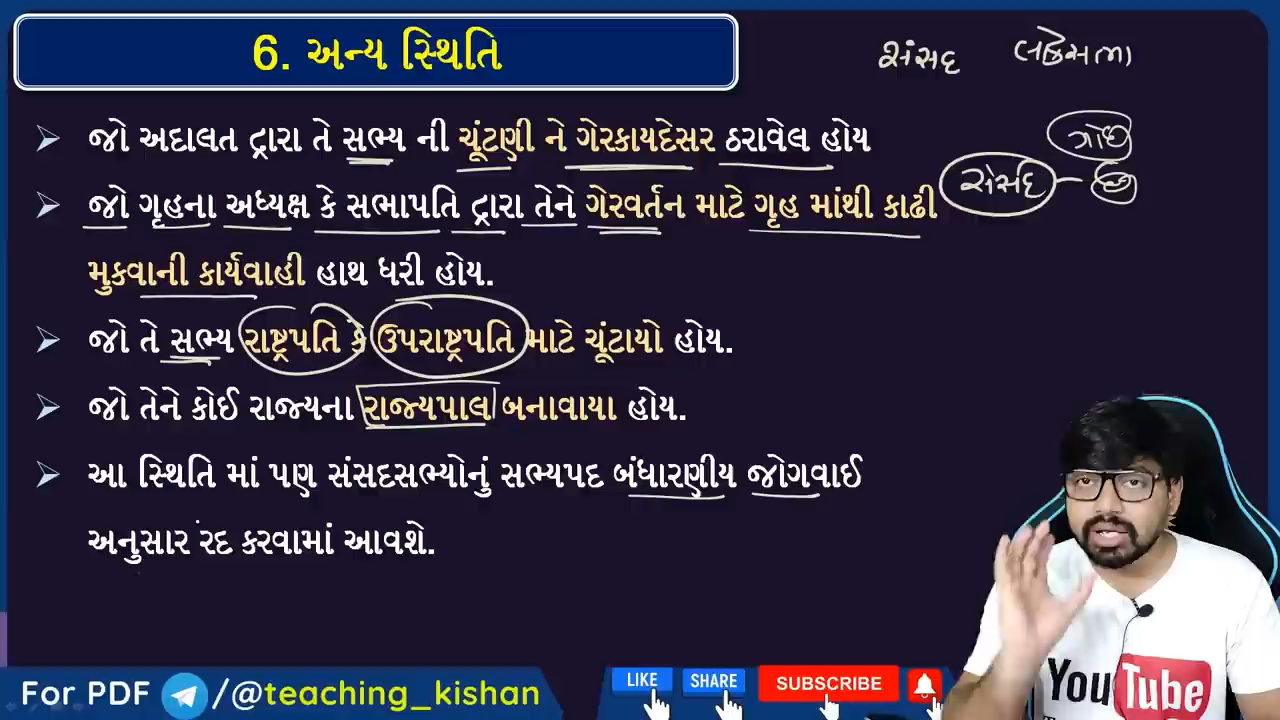 6. અન્ય સ્થિતિ
સંસદ
જો અદાલત દ્રારા તે સભ્ય ની ચૂંટણી ને ગેરકાયદેસર ઠરાવેલ હોય
જો ગૃહના અધ્યક્ષ કે સભાપતિ દ્રારા તેને ગેરવર્તન માટે ગૃહ માંથી કાઢી
સંસદ
મુકવાની કાર્યવાહી હાથ ધરી હોય.
જો તે સભ્ય રાષ્ટ્રપતિ કે ઉપરાષ્ટ્રપતિ માટે ચૂંટાયો હોય.
જો તેને કોઈ રાજ્યના રાજ્યપાલ બનાવાયા હોય.
આ સ્થિતિ માં પણ સંસદસભ્યોનું સભ્યપદ બંધારણીય જોગવાઈ
અનુસાર રંદ કરવામાં આવશે.
For PDF /@teaching_kishan
LIKE SHARE SUBSCRIBE
You Tube